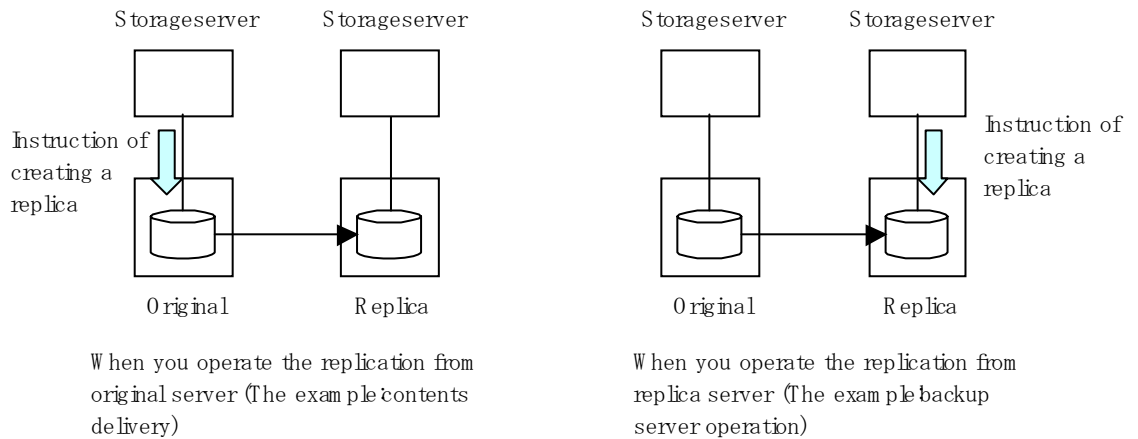 Storageserver Storageserver
Instruction of
creating a
replica
Original Replica
When you operate the replication from
original server (The example:contents
delivery)
Storageserver Storageserver
Instruction of
creating a
replica
Original Replica
When you operate the replication from
replica server (The example:backup
server operation)